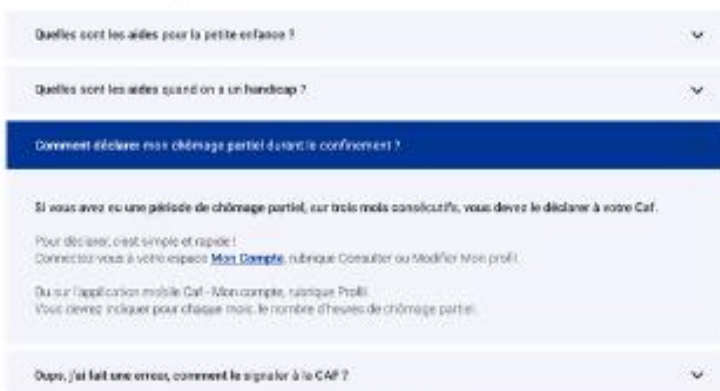 Quelles sont les aides pour la petite enfance ?
Quelles sont les aides quand on a un handicap ?
Comment déclarer mon chômage partiel durant le confinement ?
Si vous avez eu une période de chômage partiel, sur trois mois consécutifs, vous devez le déclarer à votre Caf.
Pour déclarer, c'est simple et rapide !
Connectez-vous à votre espace Mon Compte, rubrique Consulter ou Modifier Mon profil.
Ou sur l'application mobile Caf - Mon compte, rubrique Profil.
Vous devrez indiquer pour chaque mois, le nombre d'heures de chômage partiel.
Oups, j'ai fait une erreur, comment le signaler à la CAF ?